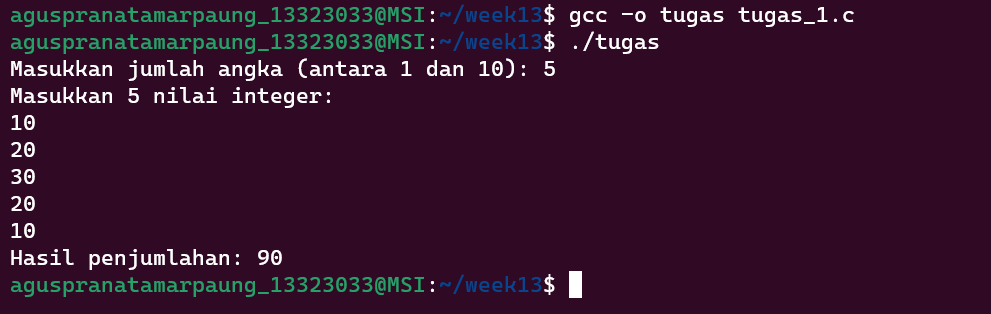 aguspranatamarpaung_13323033@MSI:~/week13$ gcc -o tugas tugas_1.c
aguspranatamarpaung_13323033@MSI:~/week13$ ./tugas
Masukkan jumlah angka (antara 1 dan 10): 5
Masukkan 5 nilai integer:
10
20
30
20
10
Hasil penjumlahan: 90
aguspranatamarpaung_13323033@MSI:~/week13$